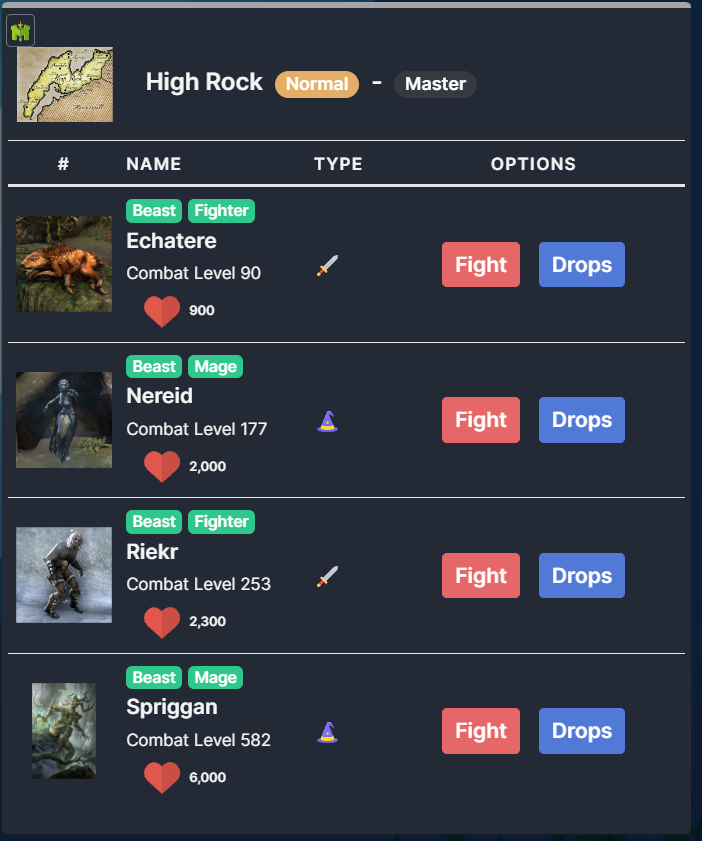 High Rock Normal - Master
# NAME TYPE OPTIONS
Beast Fighter
Echatere
Combat Level 90
900
Fight Drops
Beast Mage
Nereid
Combat Level 177
2,000
Fight Drops
Beast Fighter
Riekr
Combat Level 253
2,300
Fight Drops
Beast Mage
Spriggan
Combat Level 582
6,000
Fight Drops